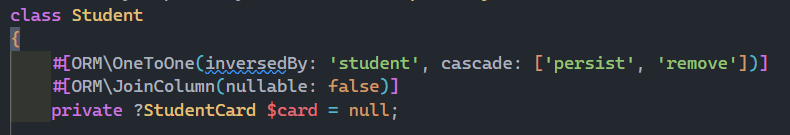 class Student
{
#[ORM\OneToOne(inversedBy: 'student', cascade: ['persist', 'remove'])]
#[ORM\JoinColumn(nullable: false)]
private ?StudentCard $card = null;